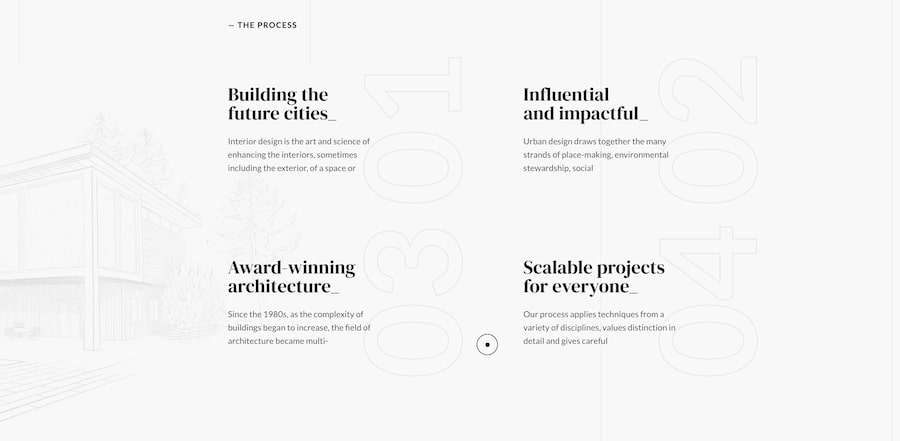 — THE PROCESS
01
Building the
future cities_
Interior design is the art and science of
enhancing the interiors, sometimes
including the exterior, of a space or
02
Influential
and impactful_
Urban design draws together the many
strands of place-making, environmental
stewardship, social
03
Award-winning
architecture_
Since the 1980s, as the complexity of
buildings began to increase, the field of
architecture became multi-
04
Scalable projects
for everyone_
Our process applies techniques from a
variety of disciplines, values distinction in
detail and gives careful